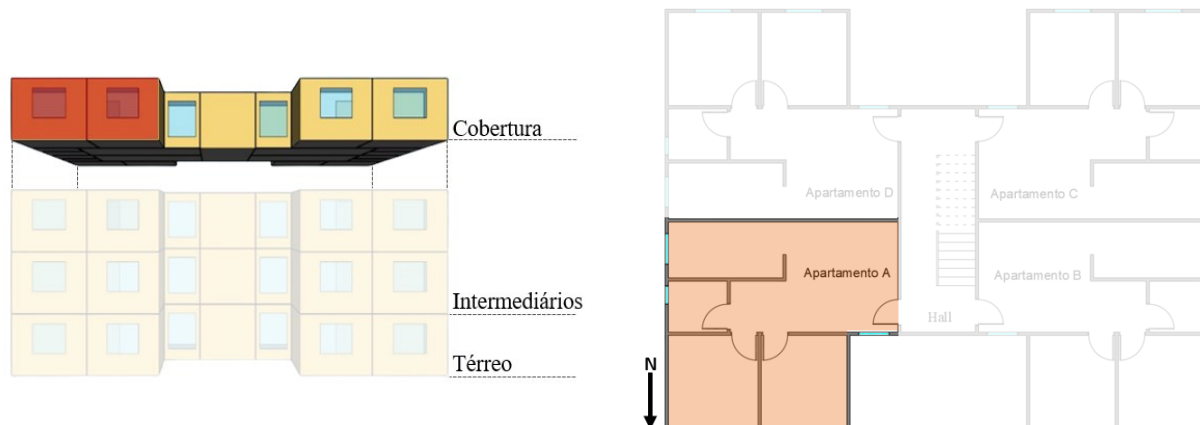 Cobertura
Intermediários
Térreo
Apartamento D
Apartamento C
Apartamento A
Apartamento B
Hall
N